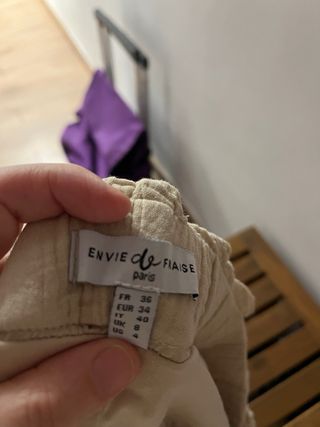 ENVIE de FRAISE
paris
FR 36
EUR 34
IT 40
UK 8
US 4